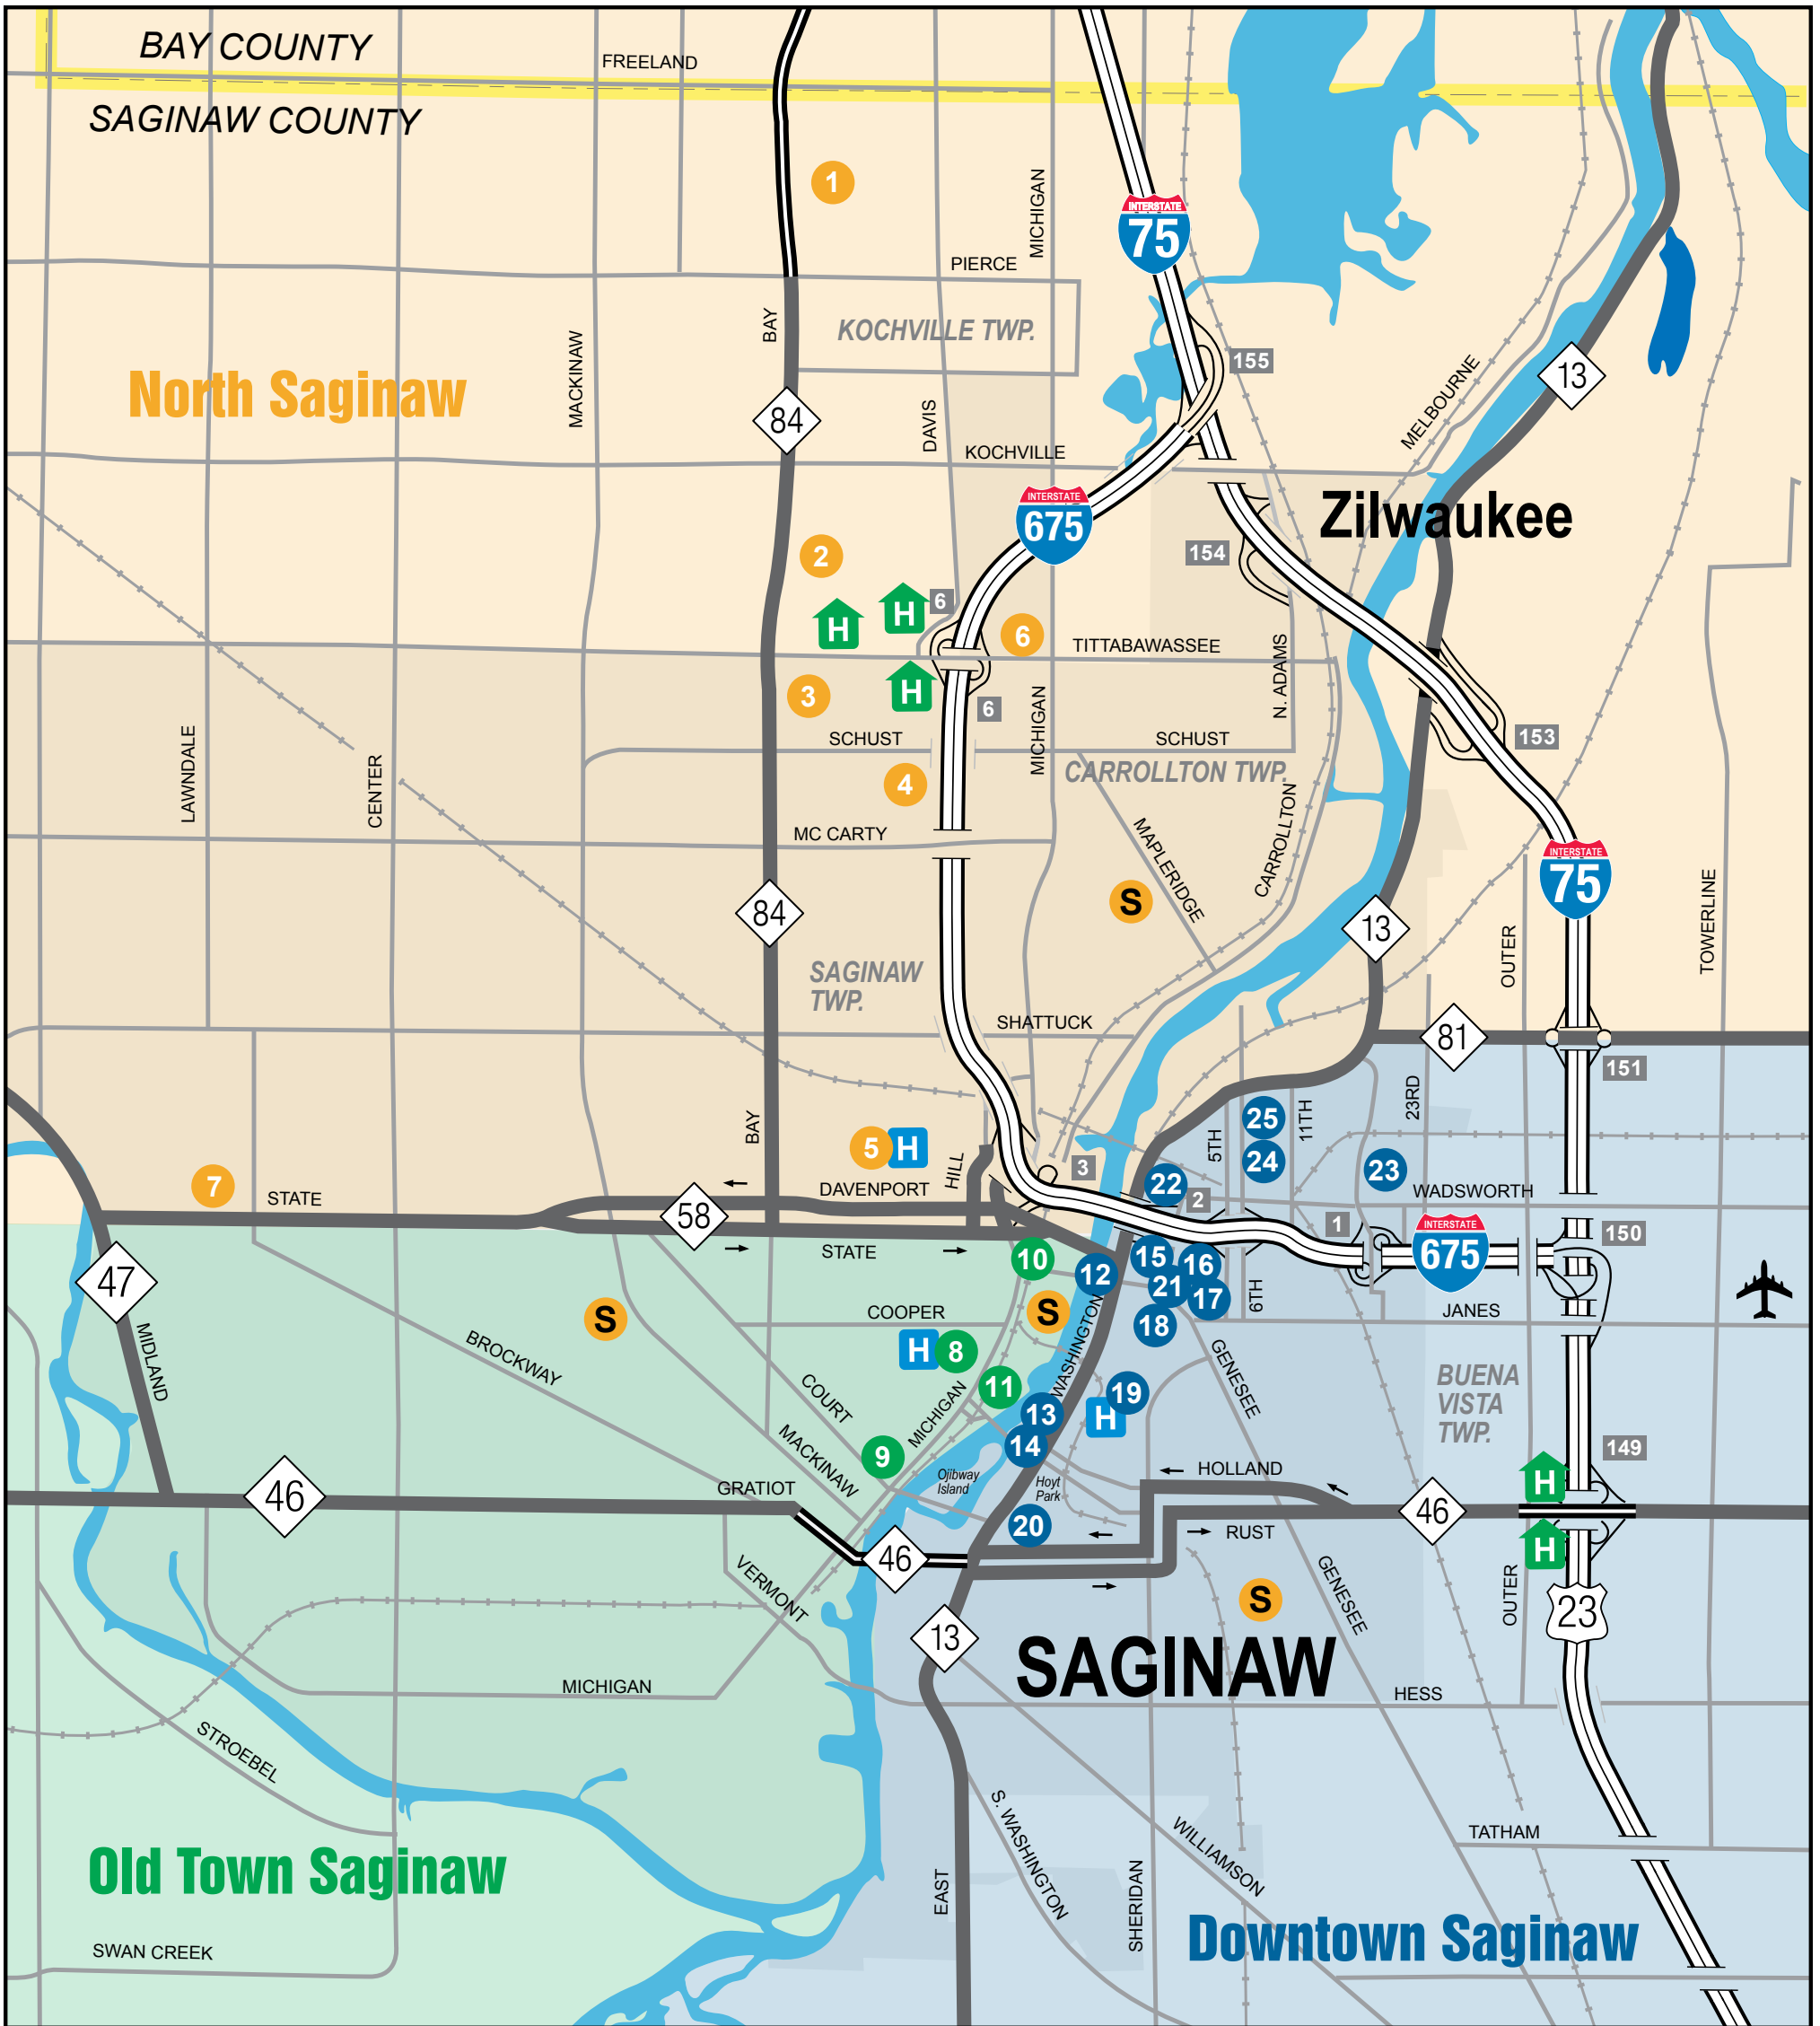 BAY COUNTY
FREELAND
SAGINAW COUNTY
1
MICHIGAN
INTERSTATE
75
PIERCE
BAY
KOCHVILLE TWP.
MACKINAW
155
13
North Saginaw
84
DAVIS
MELBOURNE
KOCHVILLE
INTERSTATE
675
Zilwaukee
2
154
H
H
6
6
TITTABAWASSEE
H
3
6
MICHIGAN
N. ADAMS
LAWNDALE
CENTER
SCHUST
SCHUST
153
CARROLLTON TWP.
4
MC CARTY
MAPLERIDGE
CARROLLTON
INTERSTATE
75
S
84
13
OUTER
TOWERLINE
SAGINAW
TWP.
SHATTUCK
81
151
23RD
25
11TH
BAY
5
H
HILL
3
5TH
24
23
7
STATE
DAVENPORT
22
2
WADSWORTH
58
1
INTERSTATE
675
150
STATE
10
15
16
47
12
21
17
6TH
JANES
S
COOPER
S
18
MIDLAND
BROCKWAY
H
8
WASHINGTON
GENESEE
BUENA
VISTA
TWP.
COURT
11
19
MICHIGAN
13
H
MACKINAW
9
14
149
46
GRATIOT
Ojibway
Island
Hoyt
Park
HOLLAND
H
20
46
RUST
H
46
VERMONT
GENESEE
OUTER
S
23
13
SAGINAW
MICHIGAN
HESS
STROEBEL
S. WASHINGTON
WILLIAMSON
TATHAM
Old Town Saginaw
EAST
SHERIDAN
Downtown Saginaw
SWAN CREEK